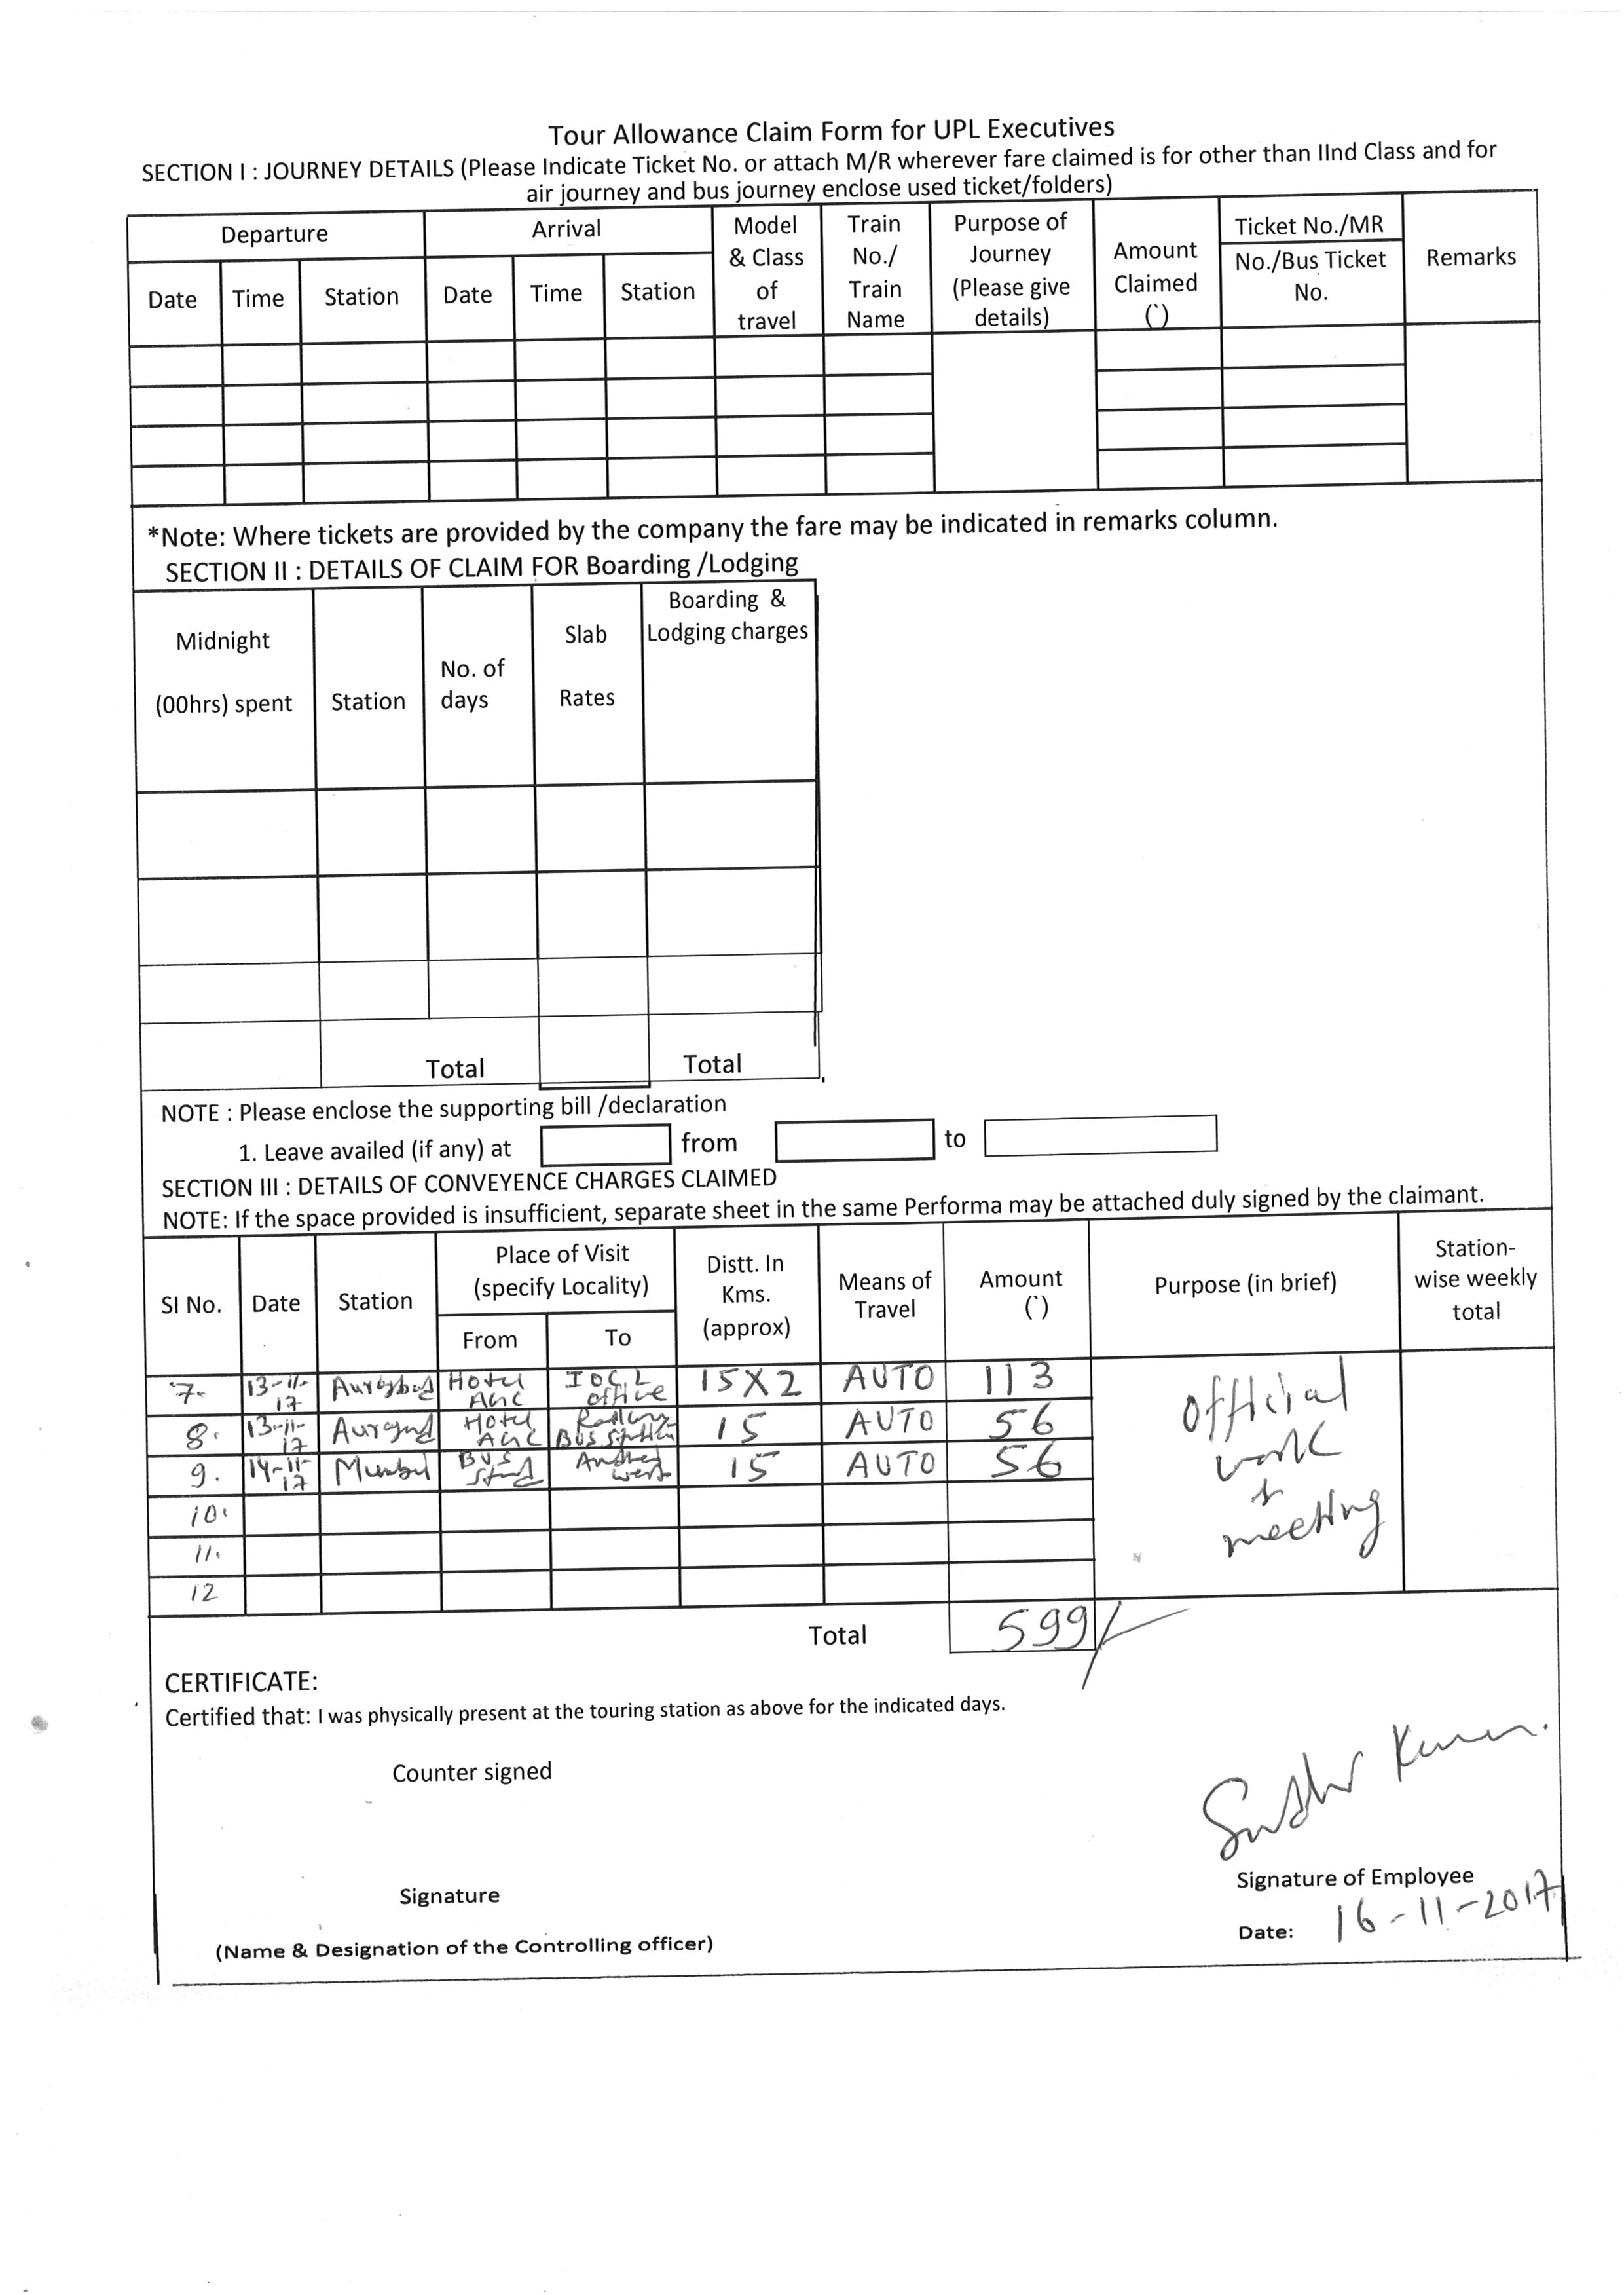 Tour Allowance Claim Form for UPL Executives
SECTION I : JOURNEY DETAILS (Please Indicate Ticket No. or attach M/R wherever fare claimed is for other than IInd Class and for
air journey and bus journey enclose used ticket/folders)
Departure Arrival Model & Class of travel Train No./ Train Name Purpose of Journey (Please give details) Amount Claimed (`) Ticket No./MR No./Bus Ticket No. Remarks
Date Time Station Date Time Station
*Note: Where tickets are provided by the company the fare may be indicated in remarks column.
SECTION II : DETAILS OF CLAIM FOR Boarding /Lodging
Midnight (00hrs) spent Station No. of days Slab Rates Boarding & Lodging charges
Total Total
NOTE : Please enclose the supporting bill /declaration
1. Leave availed (if any) at from to
SECTION III : DETAILS OF CONVEYENCE CHARGES CLAIMED
NOTE: If the space provided is insufficient, separate sheet in the same Performa may be attached duly signed by the claimant.
SI No. Date Station Place of Visit (specify Locality) Distt. In Kms. (approx) Means of Travel Amount (`) Purpose (in brief) Station-wise weekly total
From To
7. 13-11-17 Hotel IOCL office 15X2 AUTO 113
8. 13-11-17 Hotel BUS Station 15 AUTO 56
9. 14-11-17 Mumbai BUS Stand west 15 AUTO 56
official
work
&
meeting
10.
11.
12
Total 599/
CERTIFICATE:
Certified that: I was physically present at the touring station as above for the indicated days.
Counter signed
Signature
(Name & Designation of the Controlling officer)
Kumar.
Signature of Employee
Date: 16-11-2017